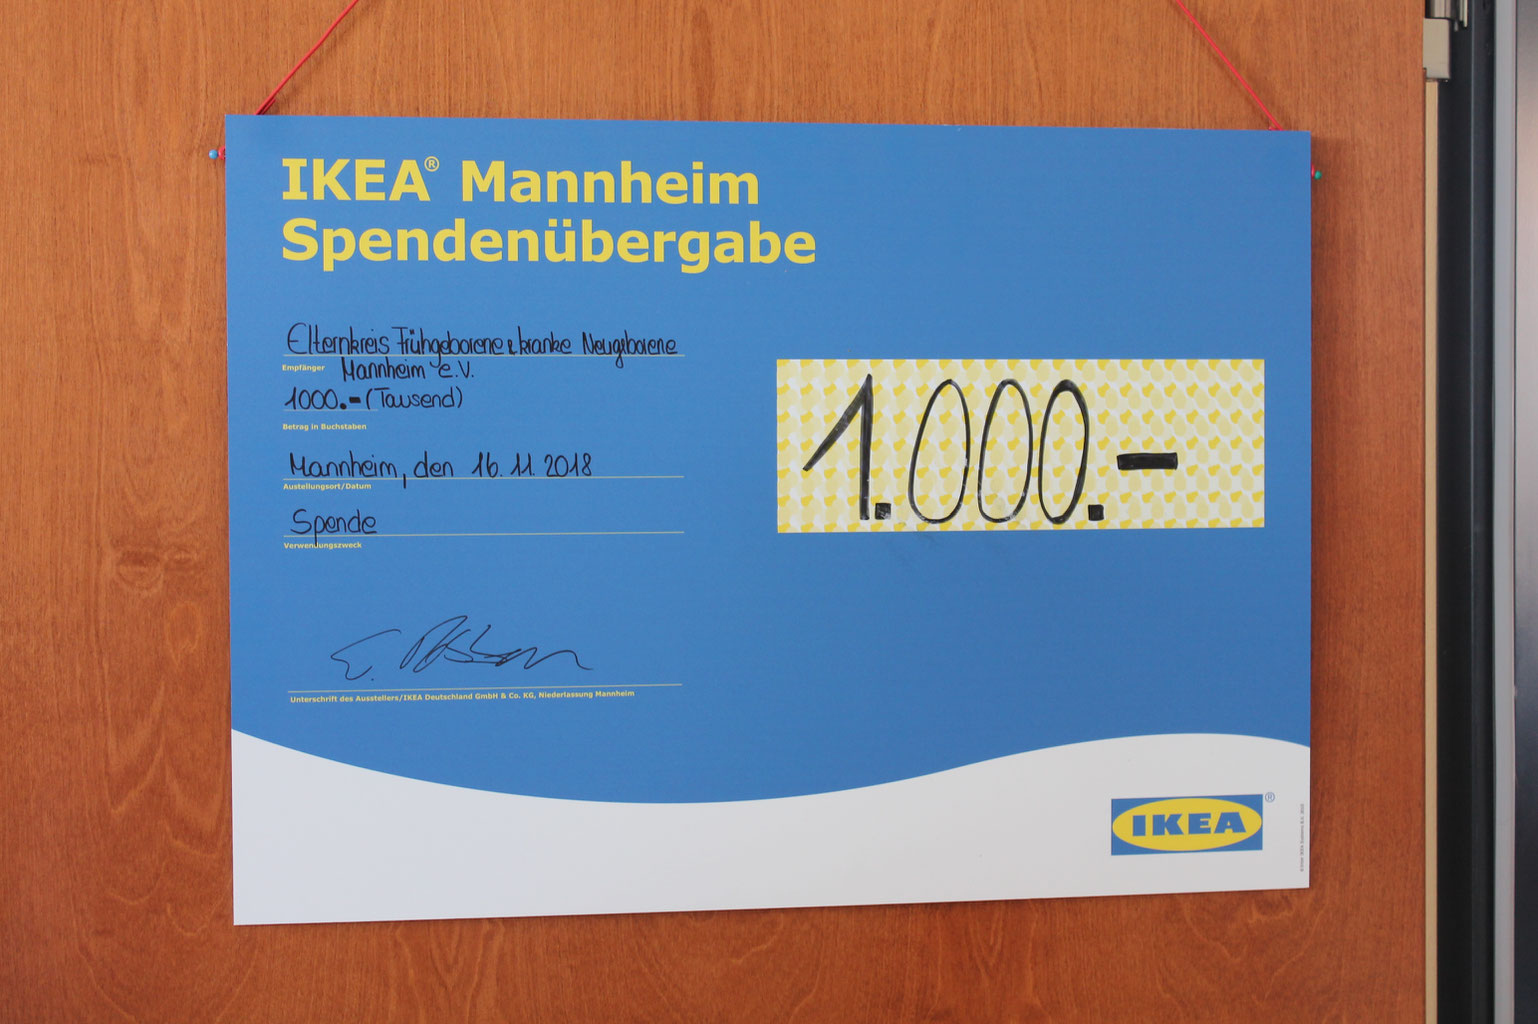 IKEA® Mannheim
Spendenübergabe
Elternkreis Frühgeborene & kranke Neugeborene
Empfänger
Mannheim e.V.
1000.- (Tausend)
Betrag in Buchstaben
Mannheim, den 16.11.2018
Austellungsort/Datum
Spende
Verwendungszweck
Unterschrift des Ausstellers/IKEA Deutschland GmbH & Co. KG, Niederlassung Mannheim
1.000.-
IKEA®